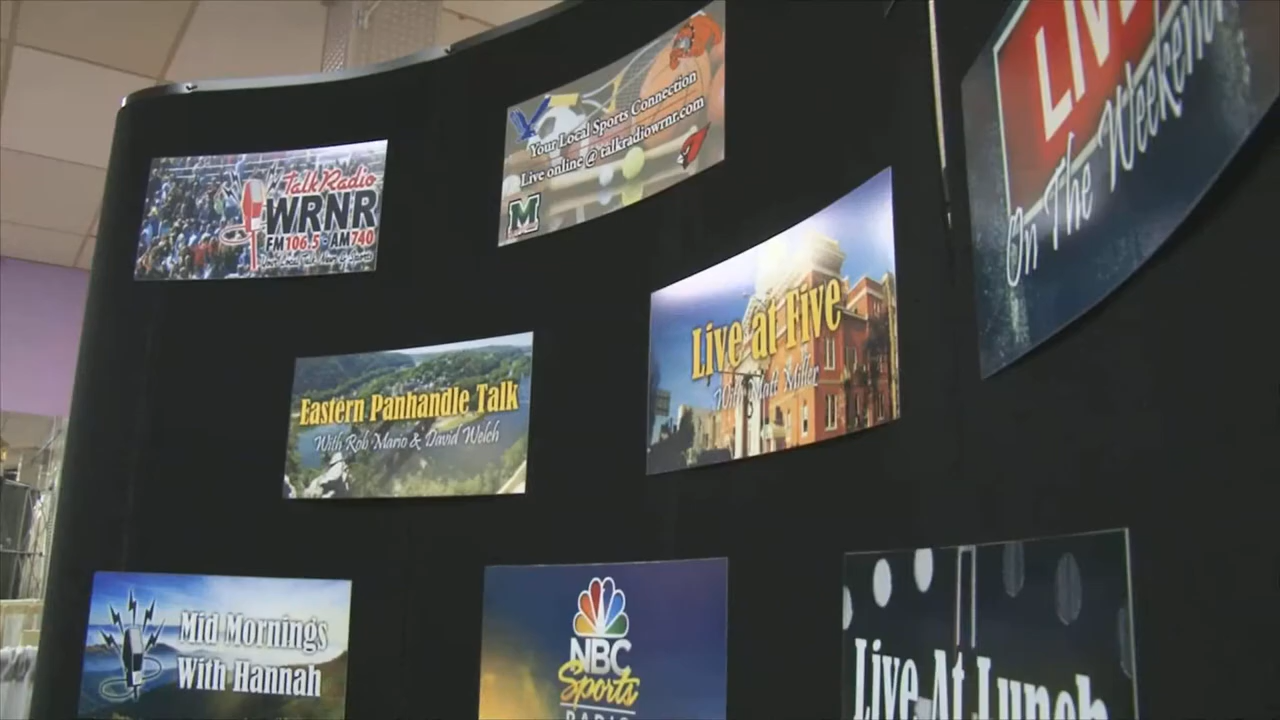 Talk Radio
WRNR
FM 106.5 - AM 740
Your Local Sports Connection
Live online @ talkradiowrnr.com
M
LIVE
On The Weekend
Live at Five
With Matt Miller
Eastern Panhandle Talk
With Rob Mario & David Welch
Mid Mornings
With Hannah
NBC
Sports
RADIO
Live At Lunch